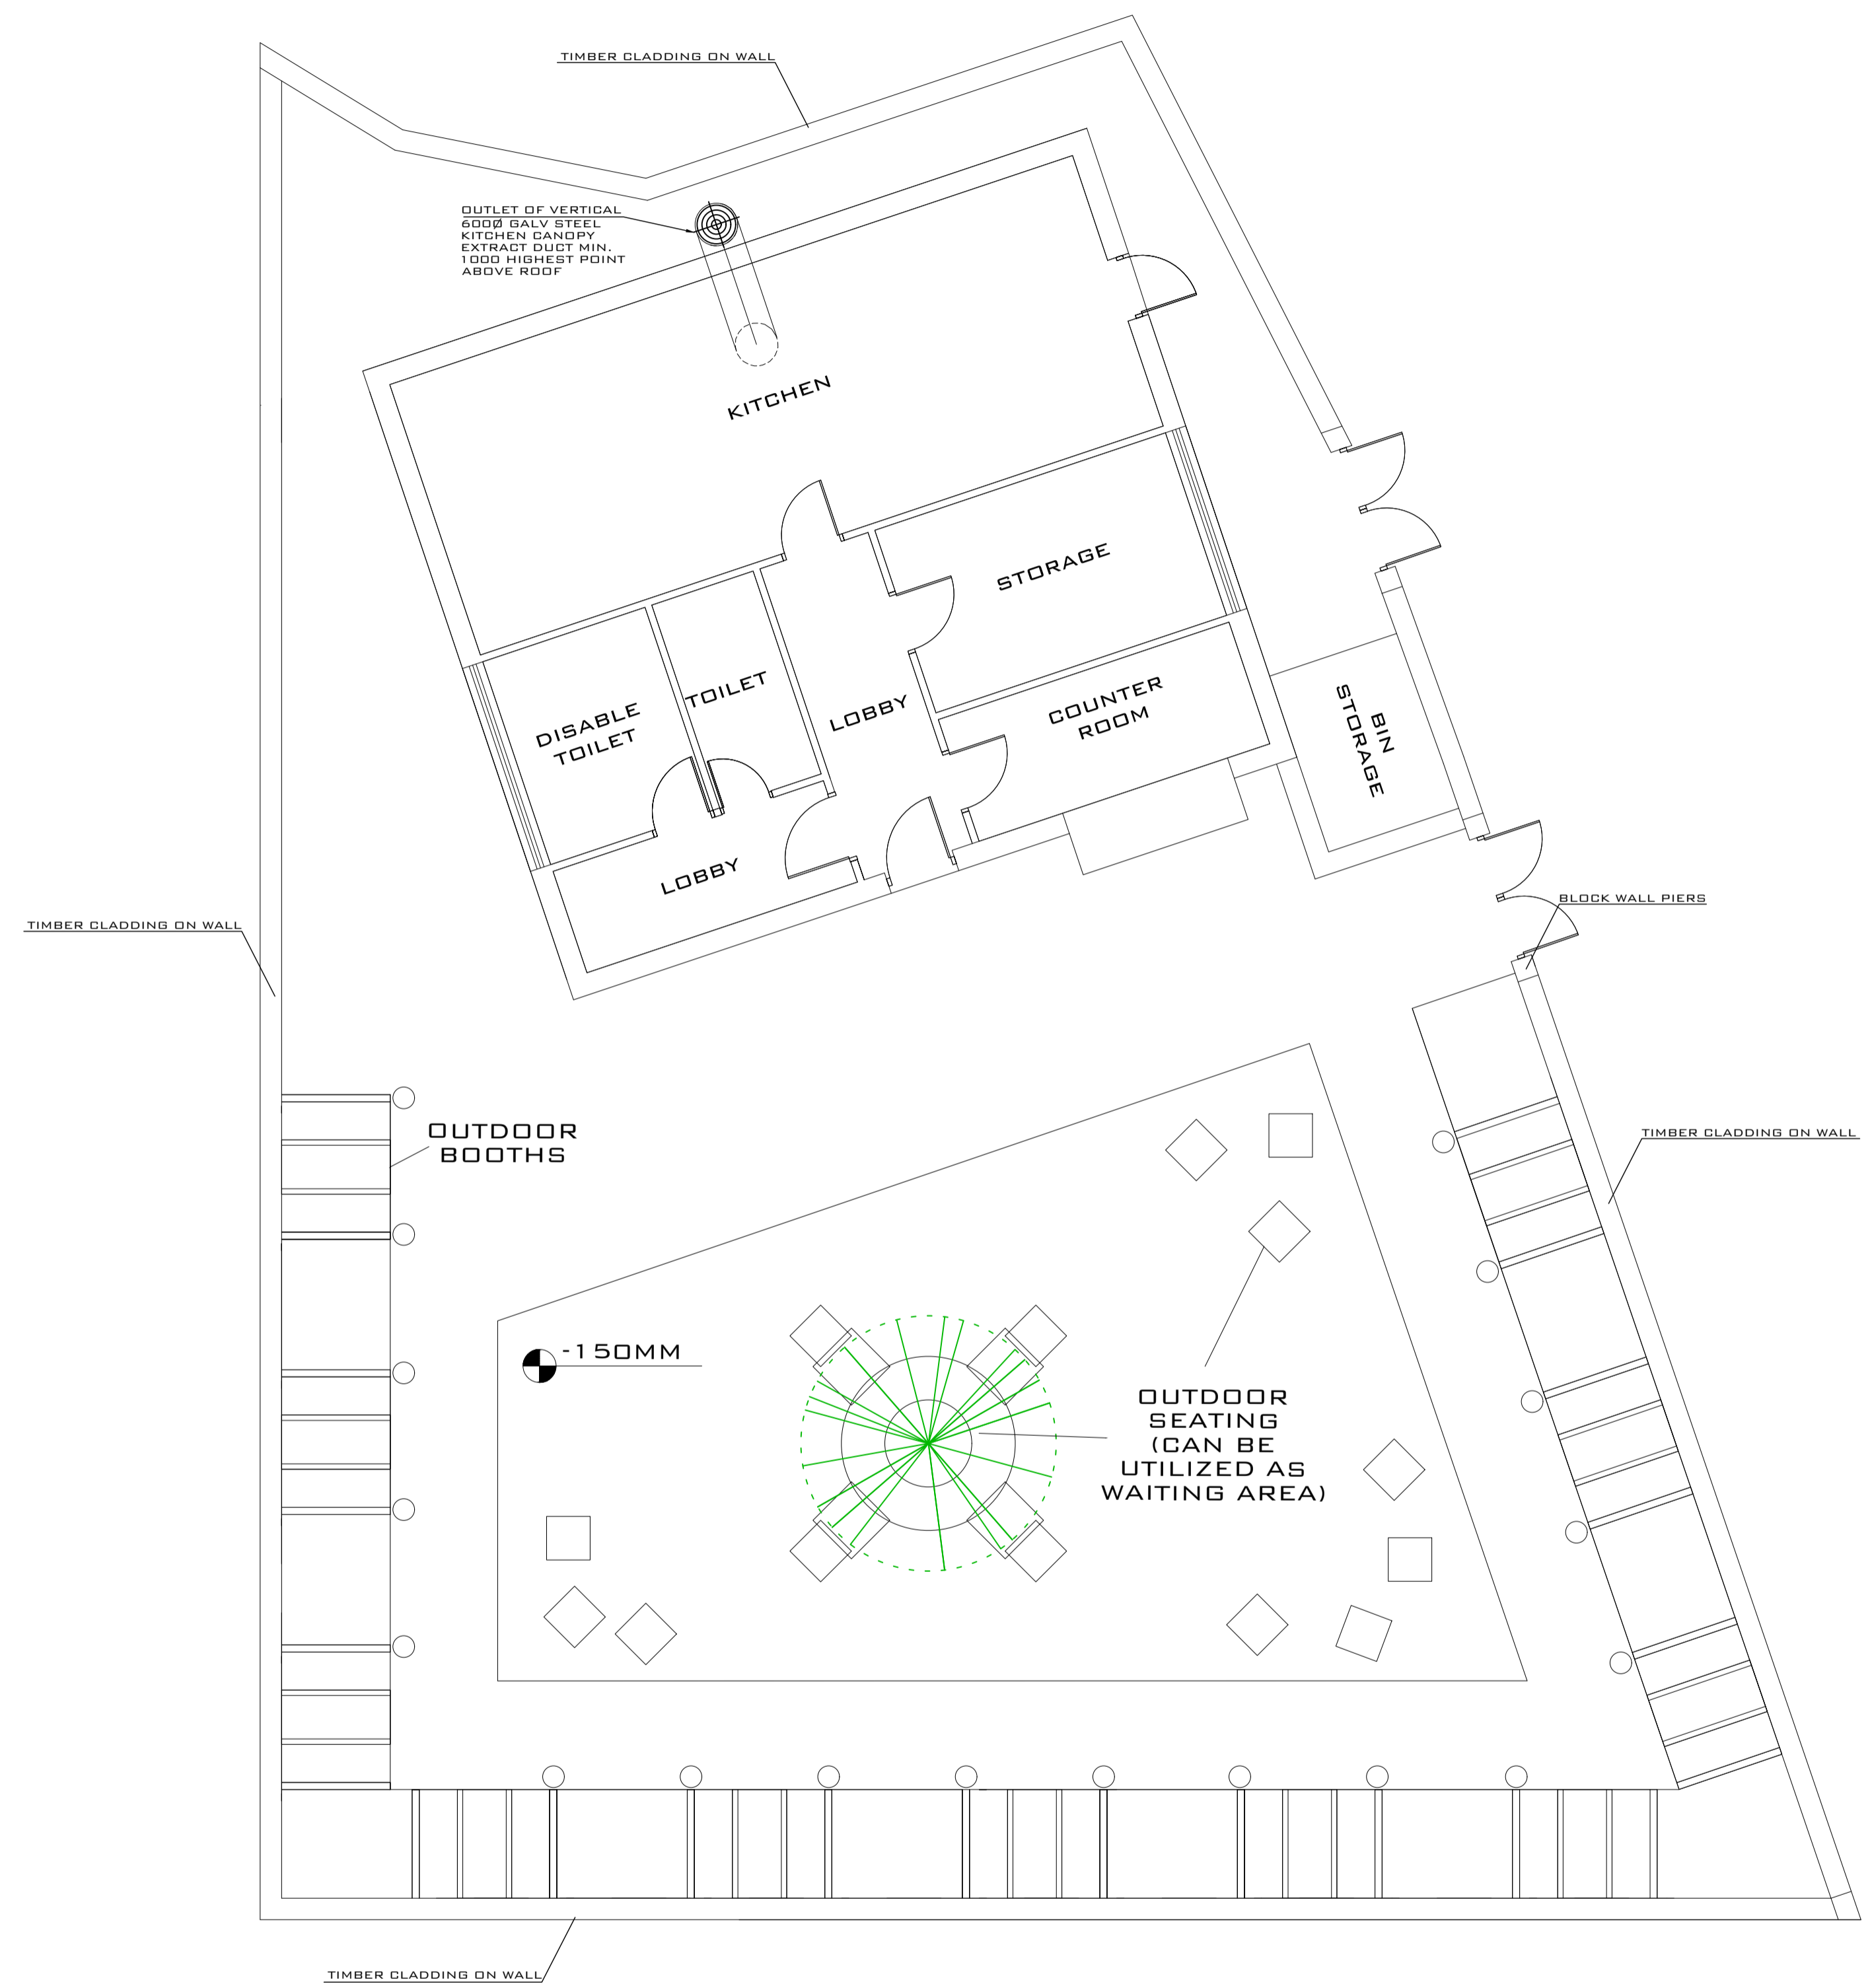 TIMBER CLADDING ON WALL
OUTLET OF VERTICAL
600Ø GALV STEEL
KITCHEN CANOPY
EXTRACT DUCT MIN.
1000 HIGHEST POINT
ABOVE ROOF
KITCHEN
STORAGE
TOILET
DISABLE
TOILET
LOBBY
COUNTER
ROOM
BIN
STORAGE
LOBBY
BLOCK WALL PIERS
TIMBER CLADDING ON WALL
OUTDOOR
BOOTHS
TIMBER CLADDING ON WALL
-150MM
OUTDOOR
SEATING
(CAN BE
UTILIZED AS
WAITING AREA)
TIMBER CLADDING ON WALL